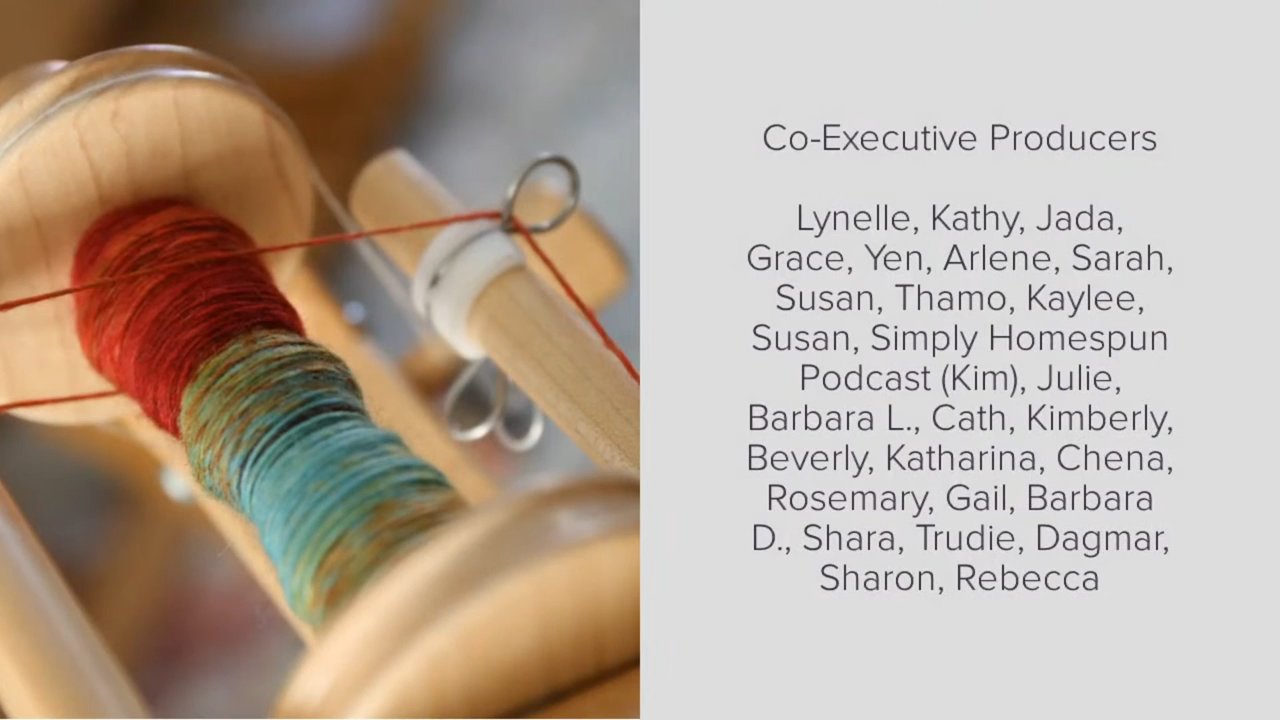 Co-Executive Producers
Lynelle, Kathy, Jada,
Grace, Yen, Arlene, Sarah,
Susan, Thamo, Kaylee,
Susan, Simply Homespun
Podcast (Kim), Julie,
Barbara L., Cath, Kimberly,
Beverly, Katharina, Chena,
Rosemary, Gail, Barbara
D., Shara, Trudie, Dagmar,
Sharon, Rebecca